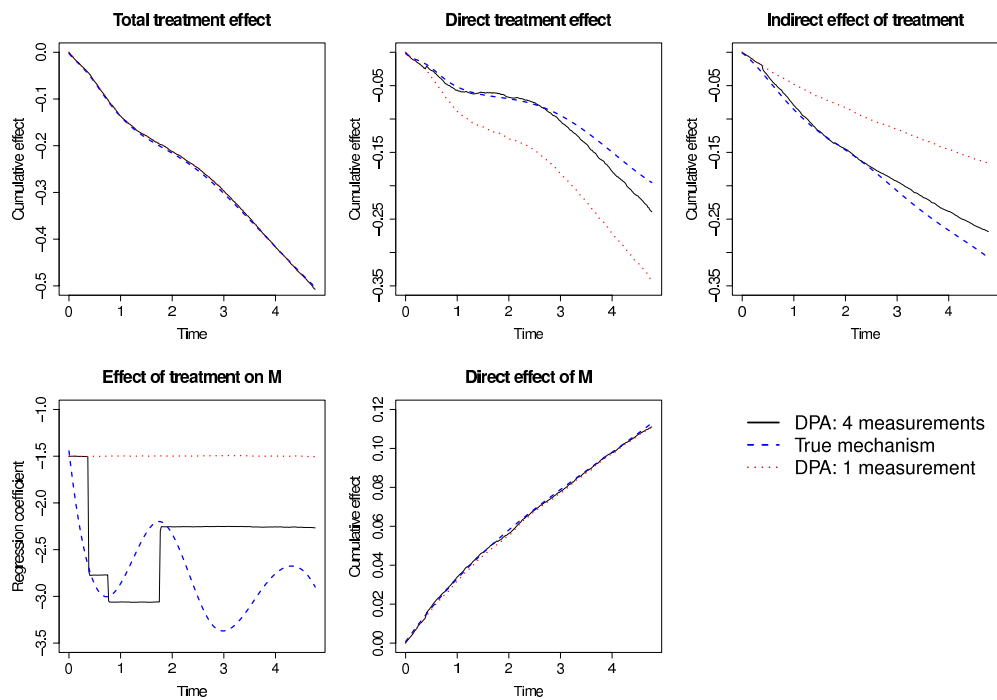 Total treatment effect
Direct treatment effect
Indirect effect of treatment
Cumulative effect
0.0
−0.1
−0.2
−0.3
−0.4
−0.5
0 1 2 3 4
Time
Cumulative effect
−0.05
−0.15
−0.25
−0.35
0 1 2 3 4
Time
Cumulative effect
−0.05
−0.15
−0.25
−0.35
0 1 2 3 4
Time
Effect of treatment on M
Direct effect of M
Regression coefficient
−1.0
−1.5
−2.0
−2.5
−3.0
−3.5
0 1 2 3 4
Time
Cumulative effect
0.12
0.08
0.04
0.02
0.00
0 1 2 3 4
Time
DPA: 4 measurements
True mechanism
DPA: 1 measurement